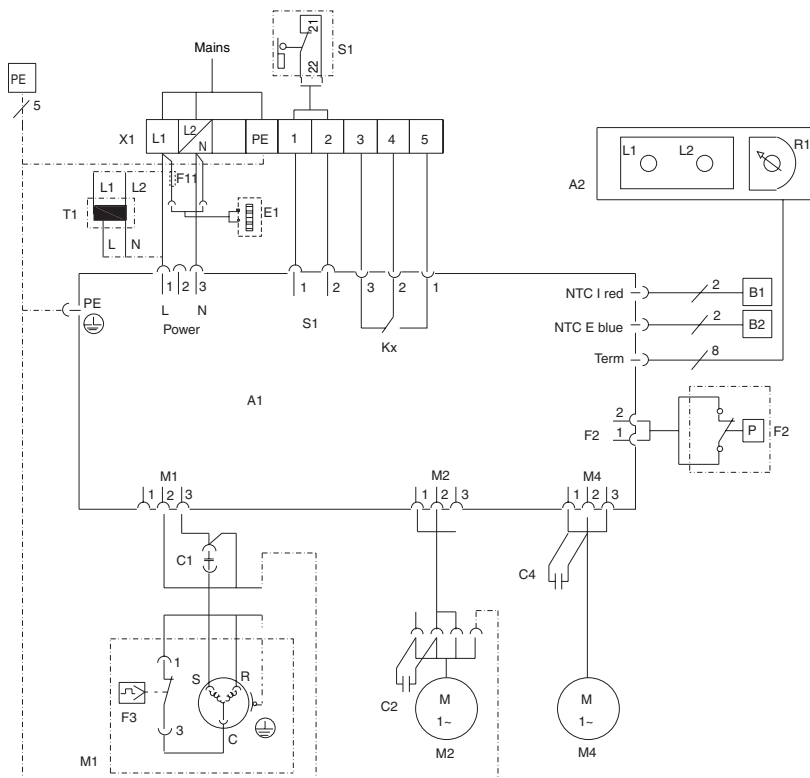 Mains
21
22
S1
PE
5
X1
L1
L2
N
PE
1
2
3
4
5
F11
L1
L2
T1
L
N
E1
L1
L2
R1
A2
PE
1
2
3
L
N
Power
1
2
S1
3
2
1
Kx
NTC I red
2
B1
NTC E blue
2
B2
Term
8
A1
2
1
F2
P
F2
M1
1
2
3
M2
1
2
3
M4
1
2
3
C1
C4
1
S
R
F3
3
C
M1
C2
M
1~
M2
M
1~
M4